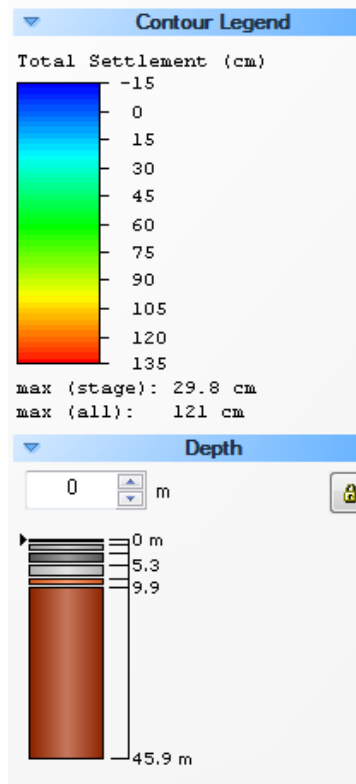 Contour Legend
Total Settlement (cm)
-15
0
15
30
45
60
75
90
105
120
135
max (stage): 29.8 cm
max (all): 121 cm
Depth
0 m
0 m
5.3
9.9
45.9 m